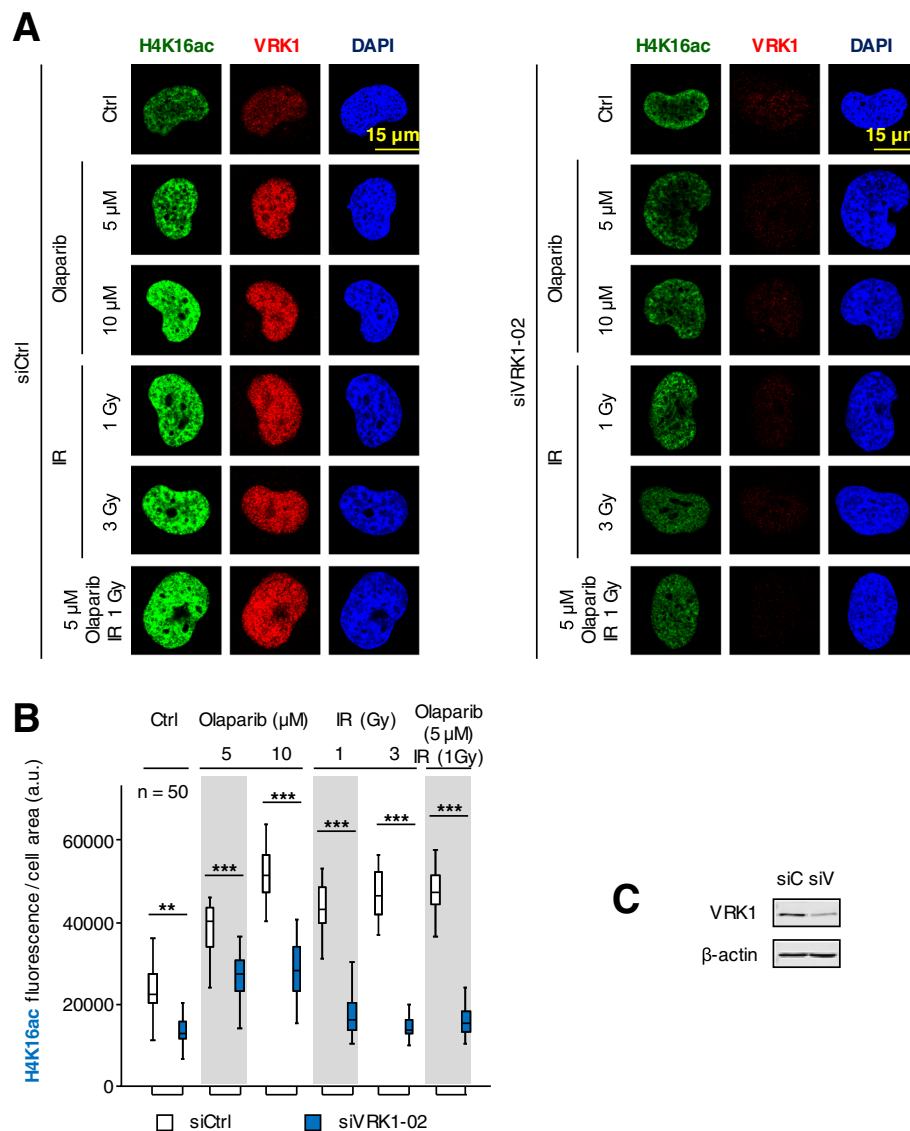 A
H4K16ac VRK1 DAPI
siCtrl
Ctrl
15 µm
Olaparib
5 µM
10 µM
IR
1 Gy
3 Gy
5 µM
Olaparib
IR 1 Gy
H4K16ac VRK1 DAPI
siVRK1-02
Ctrl
15 µm
Olaparib
5 µM
10 µM
IR
1 Gy
3 Gy
5 µM
Olaparib
IR 1 Gy
B
Ctrl Olaparib (µM) IR (Gy) Olaparib
(5 µM)
5 10 1 3 IR (1Gy)
H4K16ac fluorescence / cell area (a.u.)
n = 50
60000
40000
20000
0
** *** *** *** *** ***
siCtrl siVRK1-02
C
siC siV
VRK1
β-actin